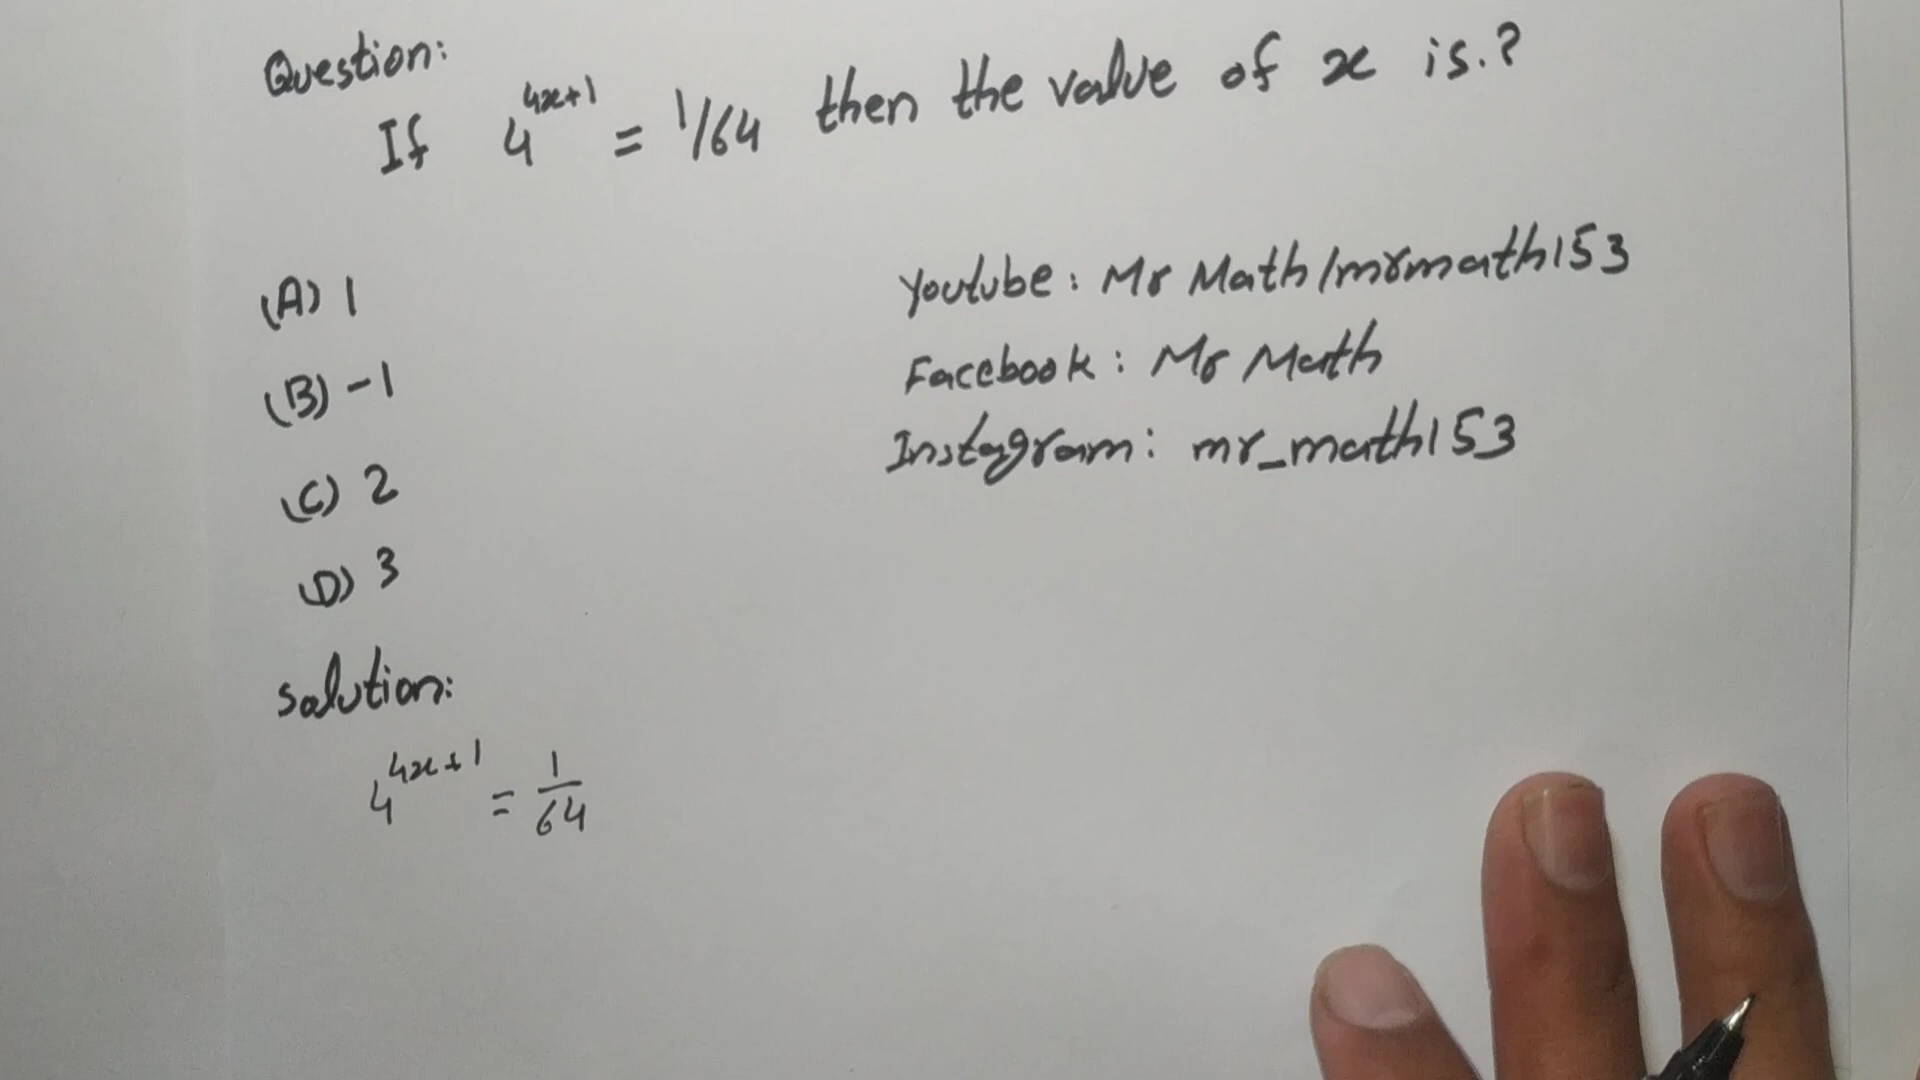 Question:
If 4^{4x+1} = 1/64 then the value of x is.?
(A) 1
(B) -1
(C) 2
(D) 3
Youtube: Mr Math/mrmath153
Facebook: Mr Math
Instagram: mr_math153
Solution:
4^{4x+1} = 1/64